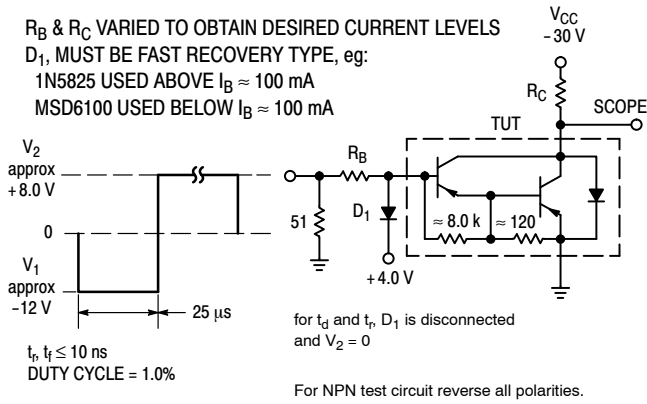 R_B & R_C VARIED TO OBTAIN DESIRED CURRENT LEVELS
D_1, MUST BE FAST RECOVERY TYPE, eg:
1N5825 USED ABOVE I_B ≈ 100 mA
MSD6100 USED BELOW I_B ≈ 100 mA
V_CC
-30 V
R_C
SCOPE
TUT
V_2
approx
+8.0 V
0
V_1
approx
-12 V
25 μs
t_r, t_f ≤ 10 ns
DUTY CYCLE = 1.0%
R_B
51
D_1
≈ 8.0 k
≈ 120
+4.0 V
for t_d and t_r, D_1 is disconnected
and V_2 = 0
For NPN test circuit reverse all polarities.